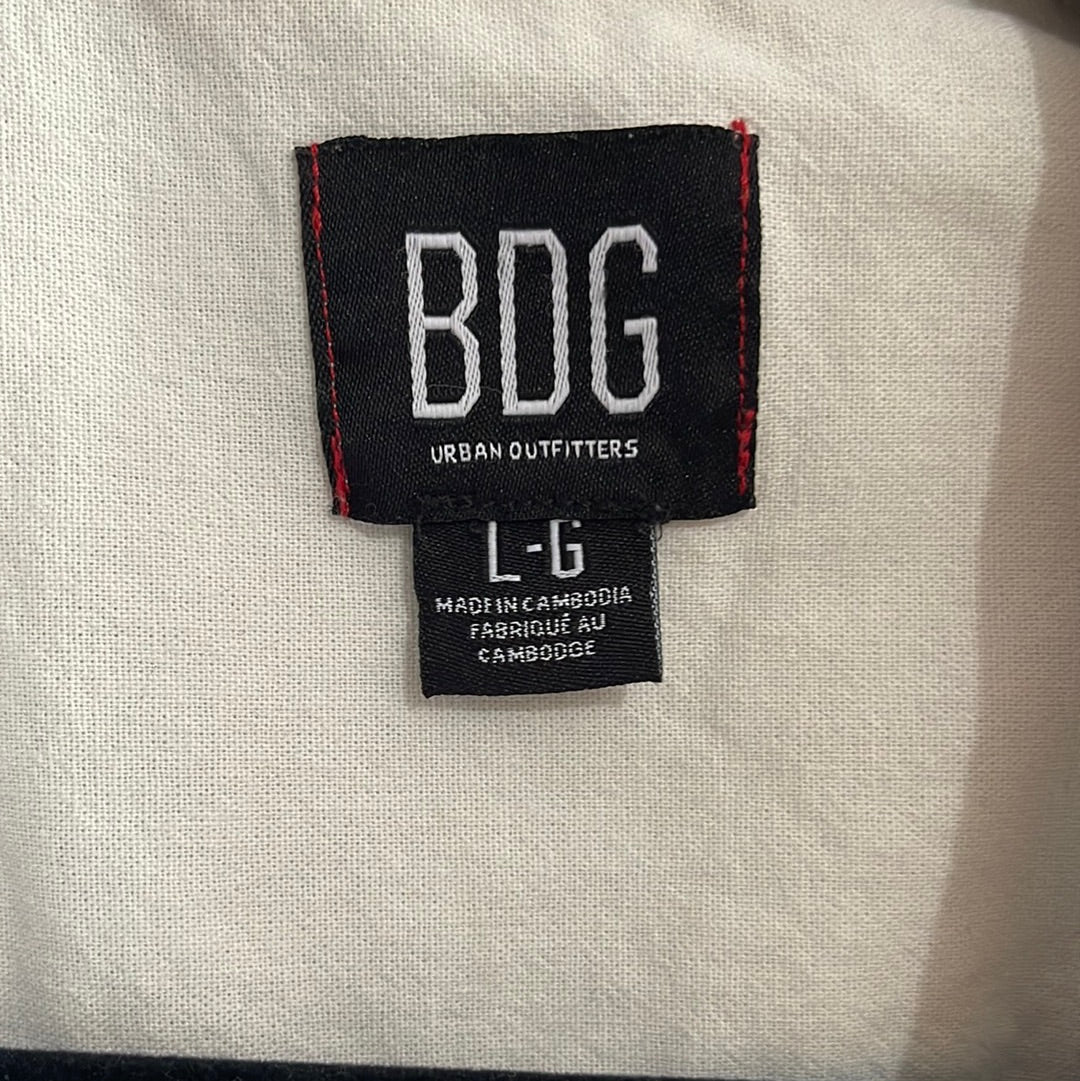 BDG
URBAN OUTFITTERS
L-G
MADE IN CAMBODIA
FABRIQUÉ AU
CAMBODGE